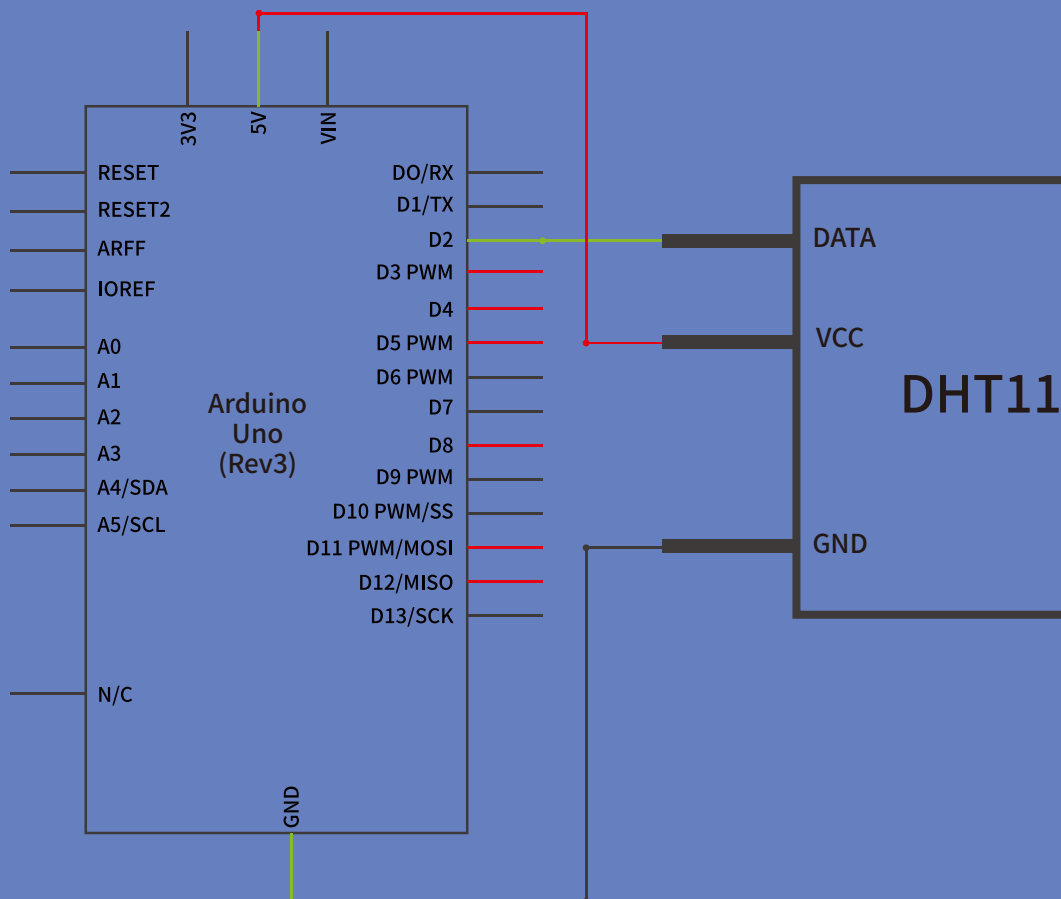 3V3
5V
VIN
RESET
RESET2
ARFF
IOREF
A0
A1
A2
A3
A4/SDA
A5/SCL
N/C
Arduino
Uno
(Rev3)
DO/RX
D1/TX
D2
D3 PWM
D4
D5 PWM
D6 PWM
D7
D8
D9 PWM
D10 PWM/SS
D11 PWM/MOSI
D12/MISO
D13/SCK
GND
DATA
VCC
DHT11
GND